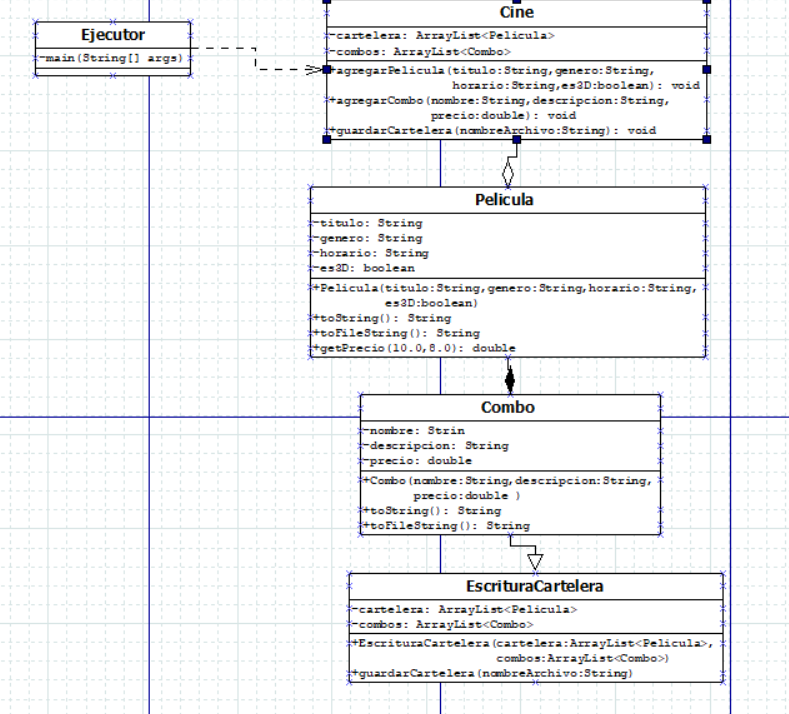 Ejecutor
-main(String[] args)
Cine
-cartelera: ArrayList<Pelicula>
-combos: ArrayList<Combo>
+agregarPelicula(titulo:String,genero:String,
horario:String,es3D:boolean): void
+agregarCombo(nombre:String,descripcion:String,
precio:double): void
+guardarCartelera(nombreArchivo:String): void
Pelicula
-titulo: String
-genero: String
-horario: String
-es3D: boolean
+Pelicula(titulo:String,genero:String,horario:String,
es3D:boolean)
+toString(): String
+toFileString(): String
+getPrecio(10.0,8.0): double
Combo
-nombre: Strin
-descripcion: String
-precio: double
+Combo(nombre:String,descripcion:String,
precio:double )
+toString(): String
+toFileString(): String
EscrituraCartelera
-cartelera: ArrayList<Pelicula>
-combos: ArrayList<Combo>
+EscrituraCartelera(cartelera:ArrayList<Pelicula>,
combos:ArrayList<Combo>)
+guardarCartelera(nombreArchivo:String)